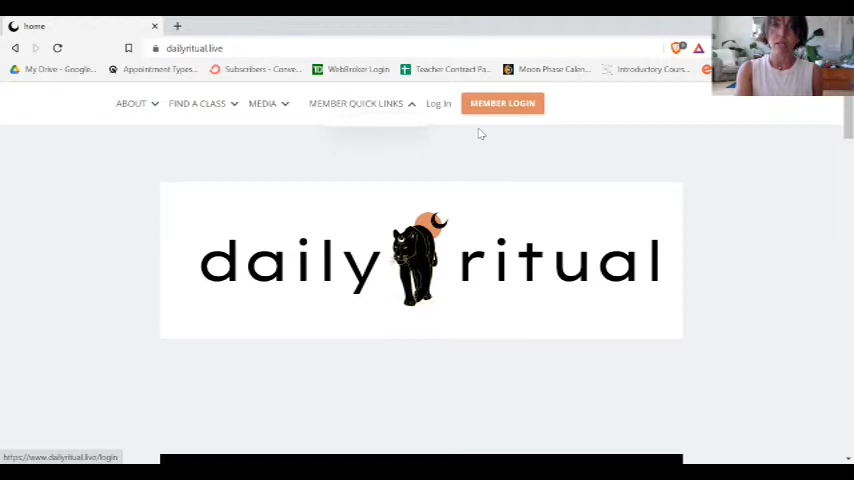 home
dailyritual.live
My Drive - Google...
Appointment Types...
Subscribers - Conve...
WebBroker Login
Teacher Contract Pa...
Moon Phase Calen...
Introductory Cours...
ABOUT
FIND A CLASS
MEDIA
MEMBER QUICK LINKS
Log In
MEMBER LOGIN
daily ritual
https://www.dailyritual.live/login